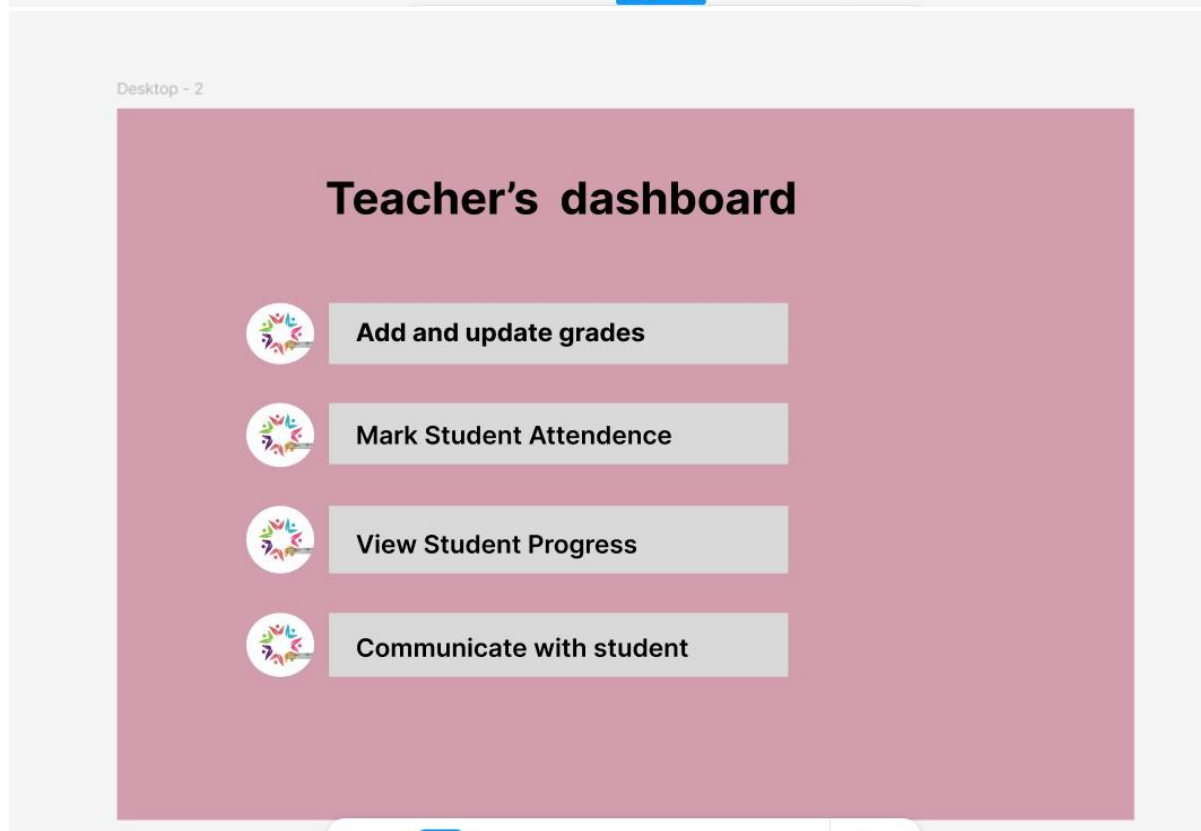 Desktop - 2
Teacher’s dashboard
Add and update grades
Mark Student Attendence
View Student Progress
Communicate with student